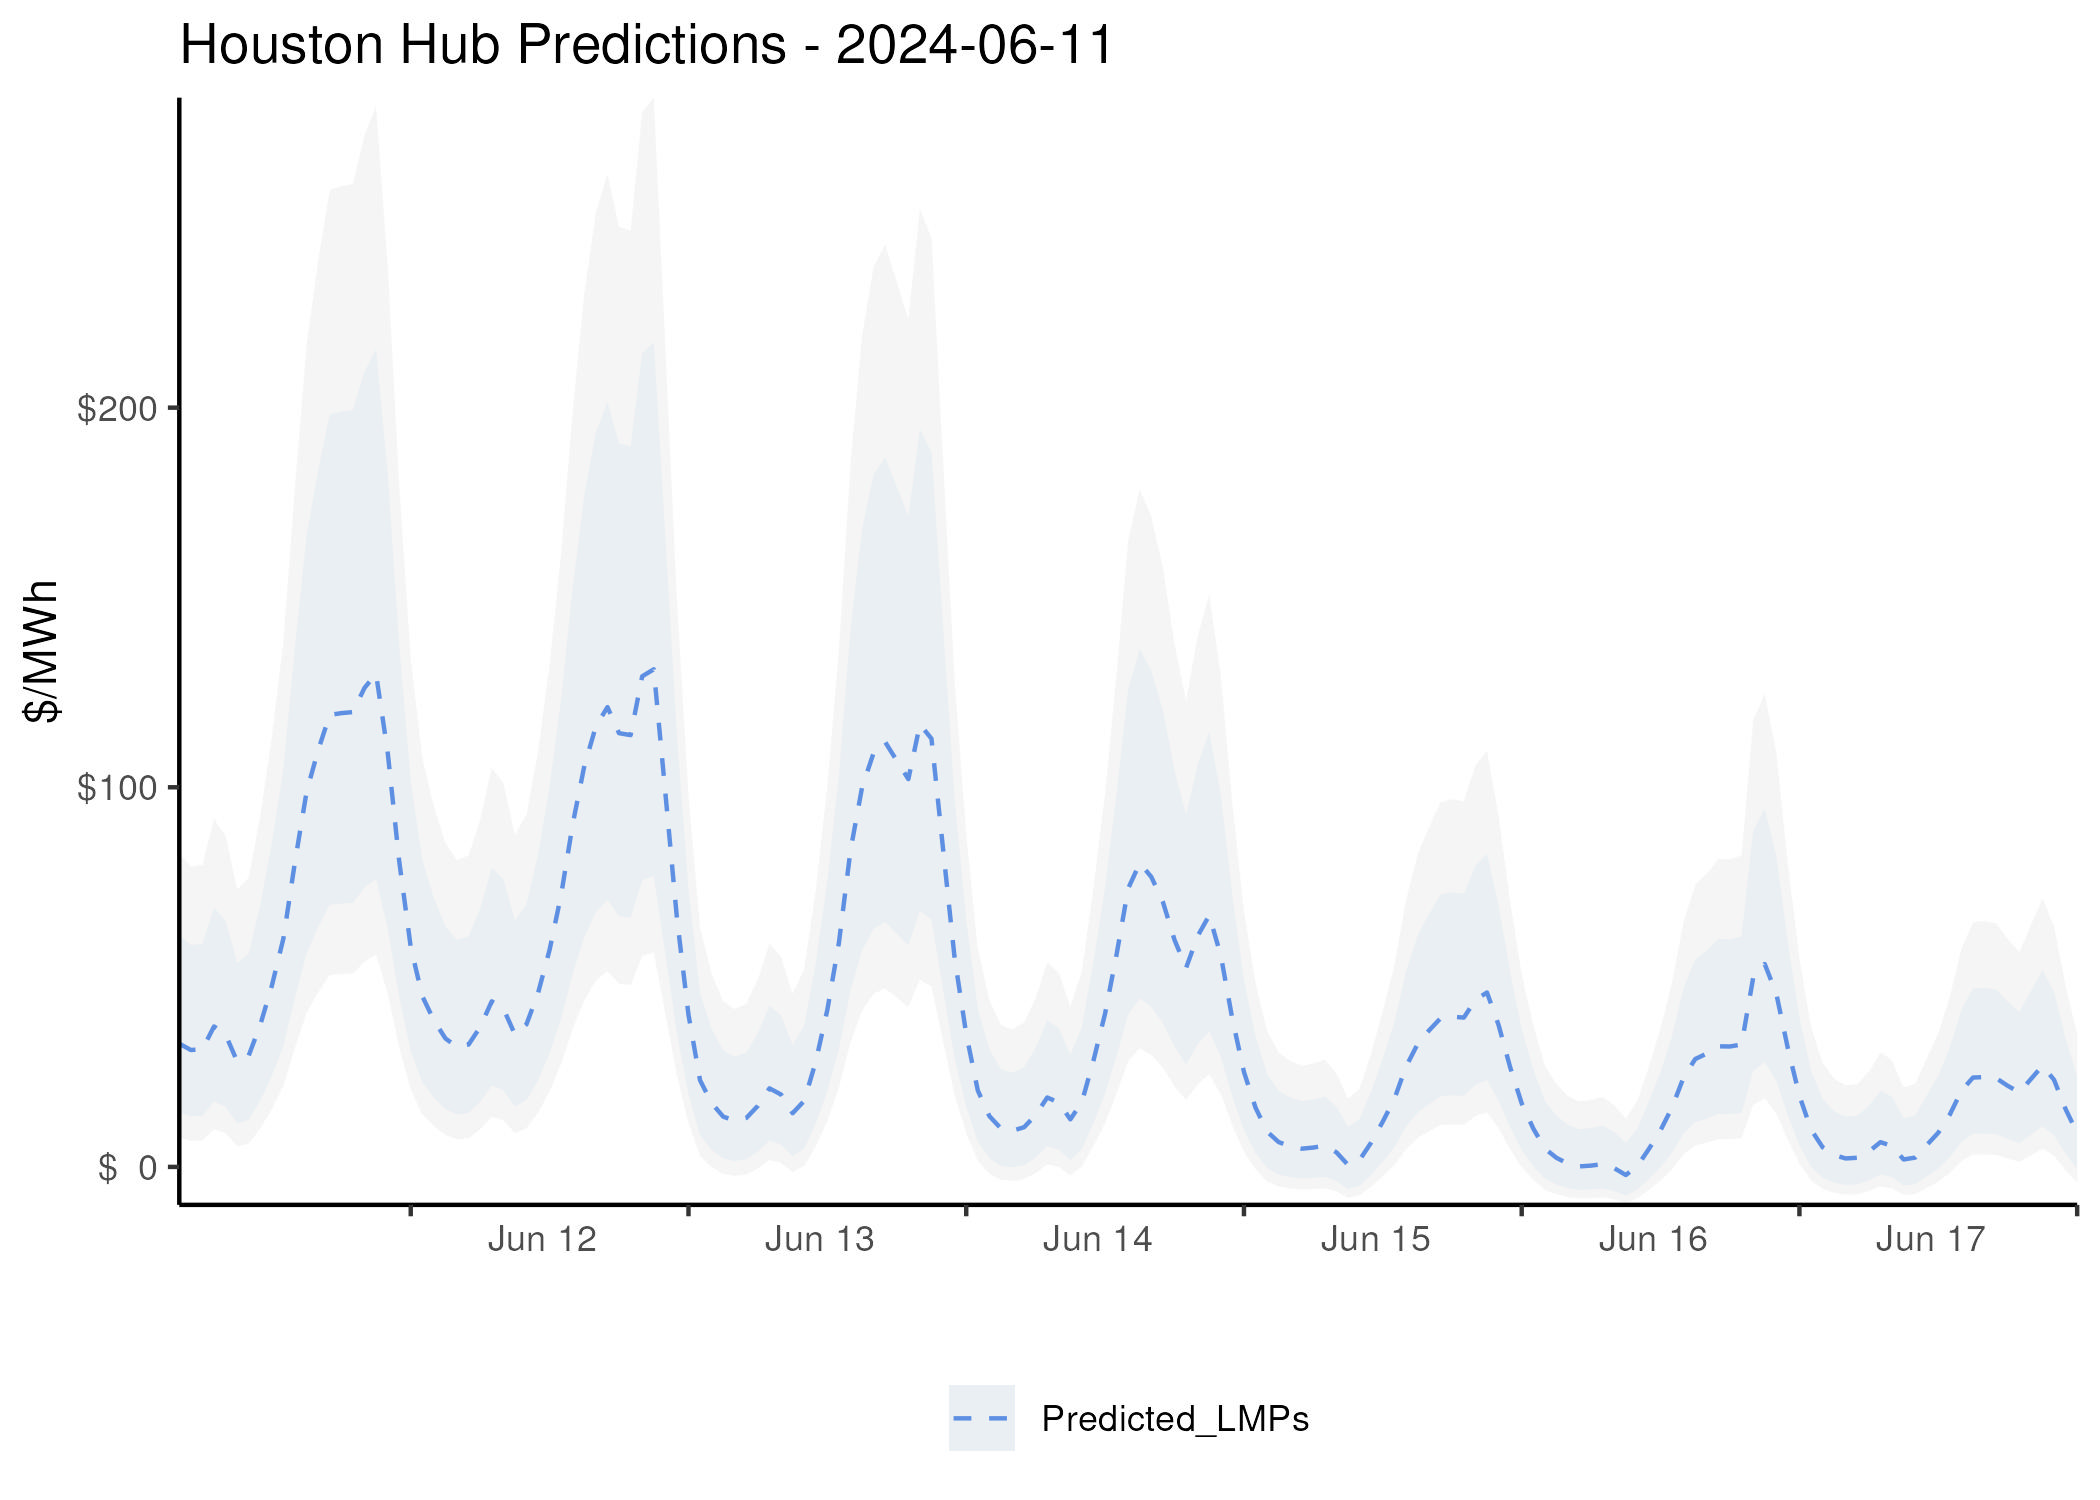 Houston Hub Predictions - 2024-06-11
$/MWh
$200
$100
$ 0
Jun 12 Jun 13 Jun 14 Jun 15 Jun 16 Jun 17
Predicted_LMPs